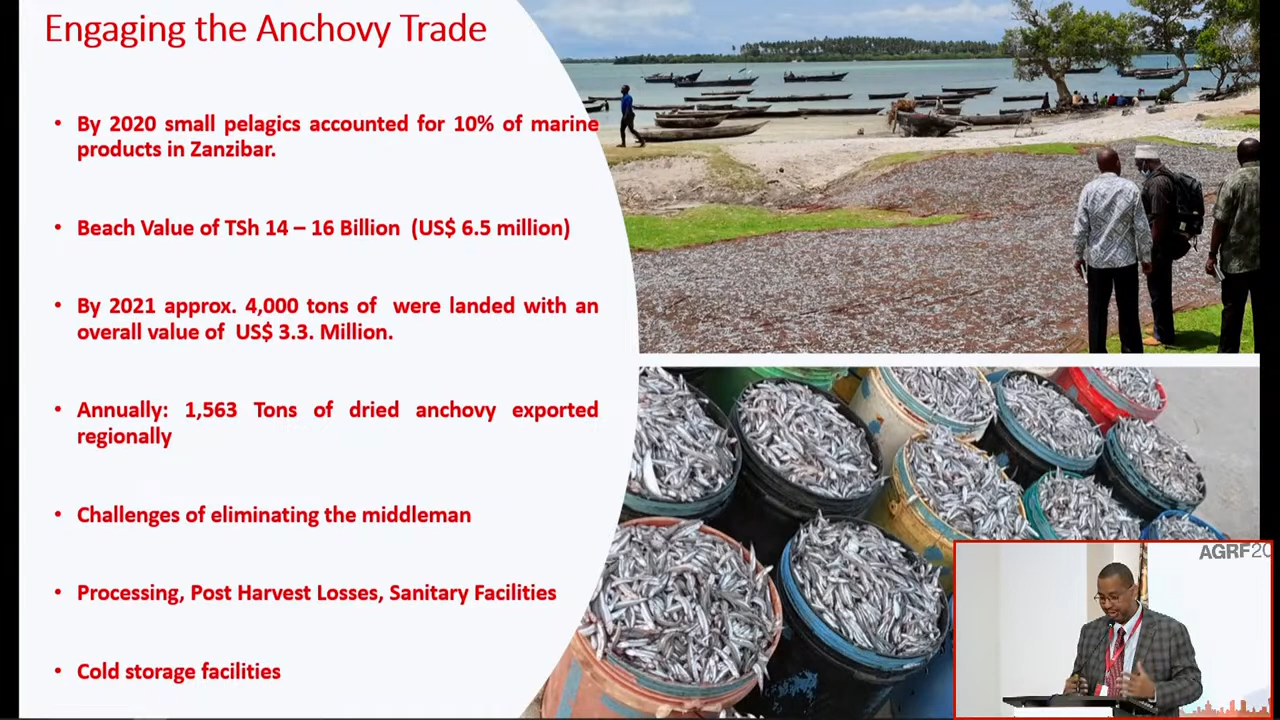 Engaging the Anchovy Trade
• By 2020 small pelagics accounted for 10% of marine
products in Zanzibar.
• Beach Value of TSh 14 – 16 Billion (US$ 6.5 million)
• By 2021 approx. 4,000 tons of were landed with an
overall value of US$ 3.3. Million.
• Annually: 1,563 Tons of dried anchovy exported
regionally
• Challenges of eliminating the middleman
• Processing, Post Harvest Losses, Sanitary Facilities
• Cold storage facilities
AGRF20